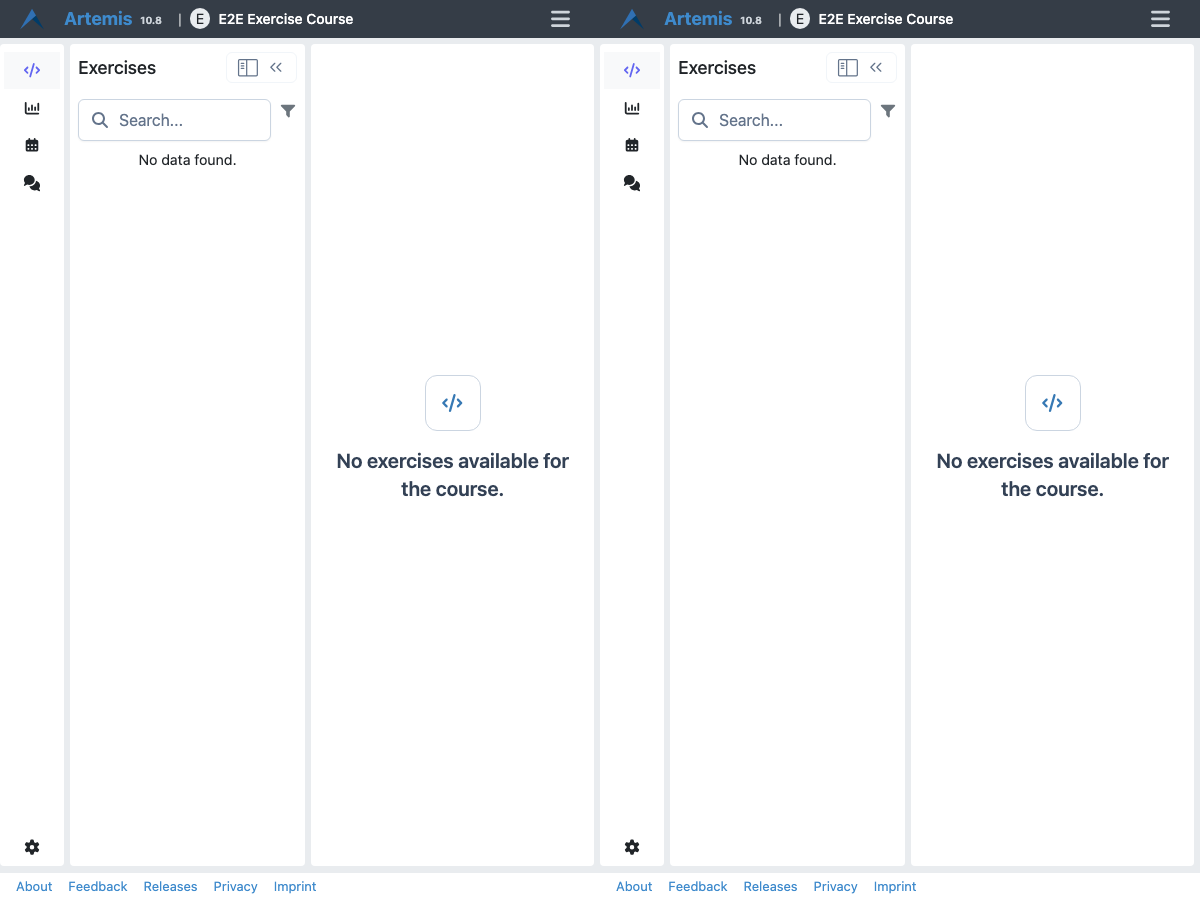 Artemis 10.8 | E E2E Exercise Course
Exercises
Search...
No data found.
No exercises available for
the course.
About Feedback Releases Privacy Imprint
Artemis 10.8 | E E2E Exercise Course
Exercises
Search...
No data found.
No exercises available for
the course.
About Feedback Releases Privacy Imprint